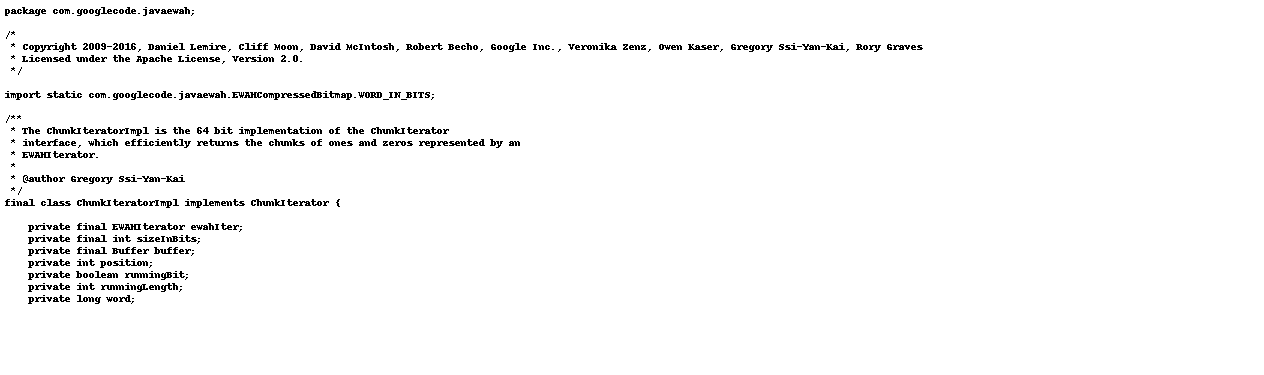 package com.googlecode.javaewah;

/*
 * Copyright 2009-2016, Daniel Lemire, Cliff Moon, David McIntosh, Robert Becho, Google Inc., Veronika Zenz, Owen Kaser, Gregory Ssi-Yan-Kai, Rory Graves
 * Licensed under the Apache License, Version 2.0.
 */

import static com.googlecode.javaewah.EWAHCompressedBitmap.WORD_IN_BITS;

/**
 * The ChunkIteratorImpl is the 64 bit implementation of the ChunkIterator
 * interface, which efficiently returns the chunks of ones and zeros represented by an
 * EWAHIterator.
 *
 * @author Gregory Ssi-Yan-Kai
 */
final class ChunkIteratorImpl implements ChunkIterator {

    private final EWAHIterator ewahIter;
    private final int sizeInBits;
    private final Buffer buffer;
    private int position;
    private boolean runningBit;
    private int runningLength;
    private long word;